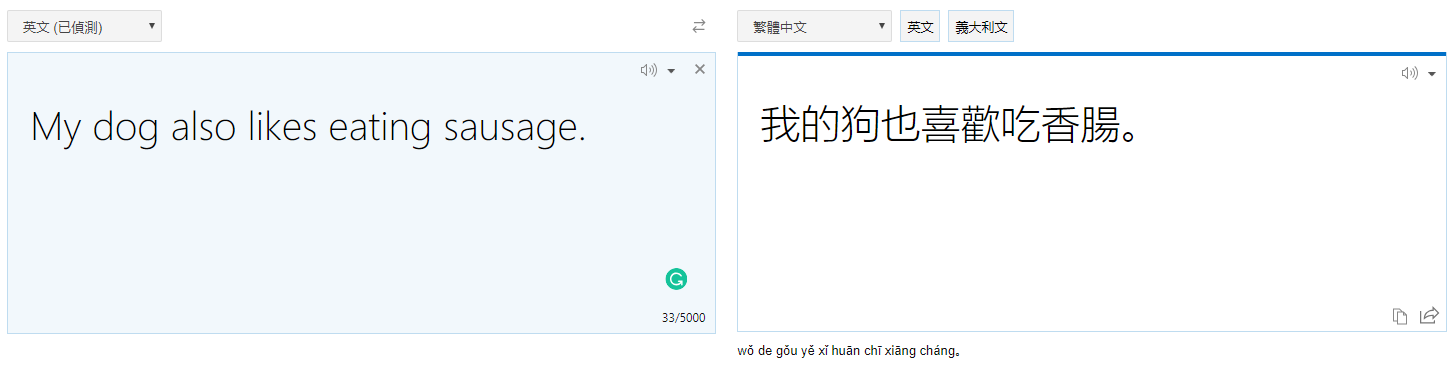 英文 (已偵測)
繁體中文
英文
義大利文
My dog also likes eating sausage.
我的狗也喜歡吃香腸。
33/5000
wǒ de gǒu yě xǐ huān chī xiāng cháng。